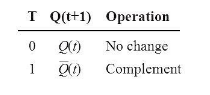 T Q(t+1) Operation
0 Q(t) No change
1 Q̅(t) Complement